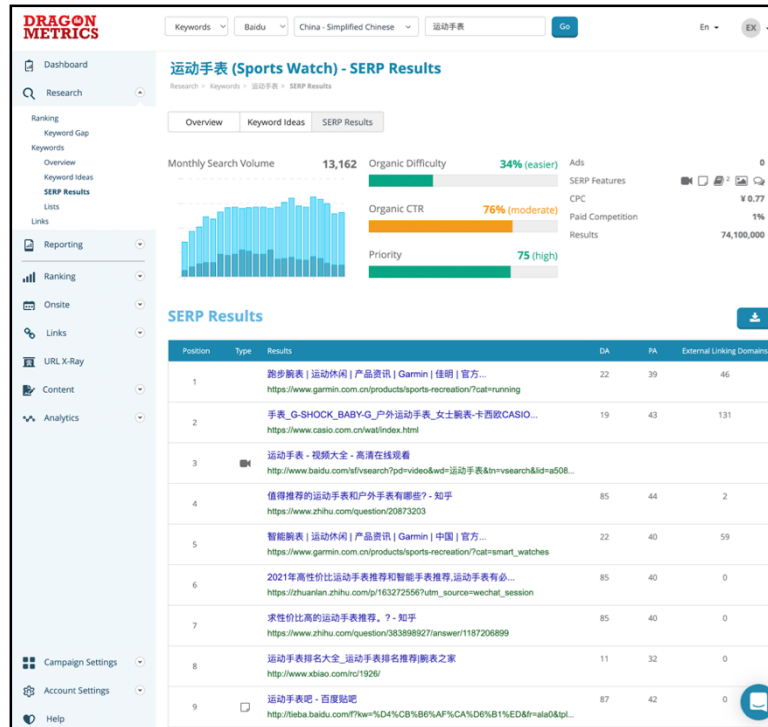 DRAGON
METRICS
Keywords
Baidu
China - Simplified Chinese
运动手表
Go
En
EX
Dashboard
Research
Ranking
Keyword Gap
Keywords
Overview
Keyword Ideas
SERP Results
Lists
Links
Reporting
Ranking
Onsite
Links
URL X-Ray
Content
Analytics
Campaign Settings
Account Settings
Help
运动手表 (Sports Watch) - SERP Results
Research > Keywords > 运动手表 > SERP Results
Overview Keyword Ideas SERP Results
Monthly Search Volume 13,162
Organic Difficulty 34% (easier)
Organic CTR 76% (moderate)
Priority 75 (high)
Ads 0
SERP Features 2
CPC ¥ 0.77
Paid Competition 1%
Results 74,100,000
SERP Results
Position Type Results DA PA External Linking Domains
1 跑步腕表 | 运动休闲 | 产品资讯 | Garmin | 佳明 | 官方... 22 39 46
https://www.garmin.com.cn/products/sports-recreation/?cat=running
2 手表_G-SHOCK_BABY-G_户外运动手表_女士腕表-卡西欧CASIO... 19 43 131
https://www.casio.com.cn/wat/index.html
3 运动手表 - 视频大全 - 高清在线观看
http://www.baidu.com/sf/vsearch?pd=video&wd=运动手表&tn=vsearch&lid=a508...
4 值得推荐的运动手表和户外手表有哪些? - 知乎 85 44 2
https://www.zhihu.com/question/20873203
5 智能腕表 | 运动休闲 | 产品资讯 | Garmin | 中国 | 官方... 22 40 59
https://www.garmin.com.cn/products/sports-recreation/?cat=smart_watches
6 2021年高性价比运动手表推荐和智能手表推荐,运动手表有必... 85 40 0
https://zhuanlan.zhihu.com/p/163272556?utm_source=wechat_session
7 求性价比高的运动手表推荐。? - 知乎 85 40 0
https://www.zhihu.com/question/383898927/answer/1187206899
8 运动手表排名大全_运动手表排名推荐|腕表之家 11 32 0
http://www.xbiao.com/rc/1926/
9 运动手表吧 - 百度贴吧 87 42 0
http://tieba.baidu.com/f?kw=%D4%CB%B6%AF%CA%D6%B1%ED&fr=ala0&tpl...